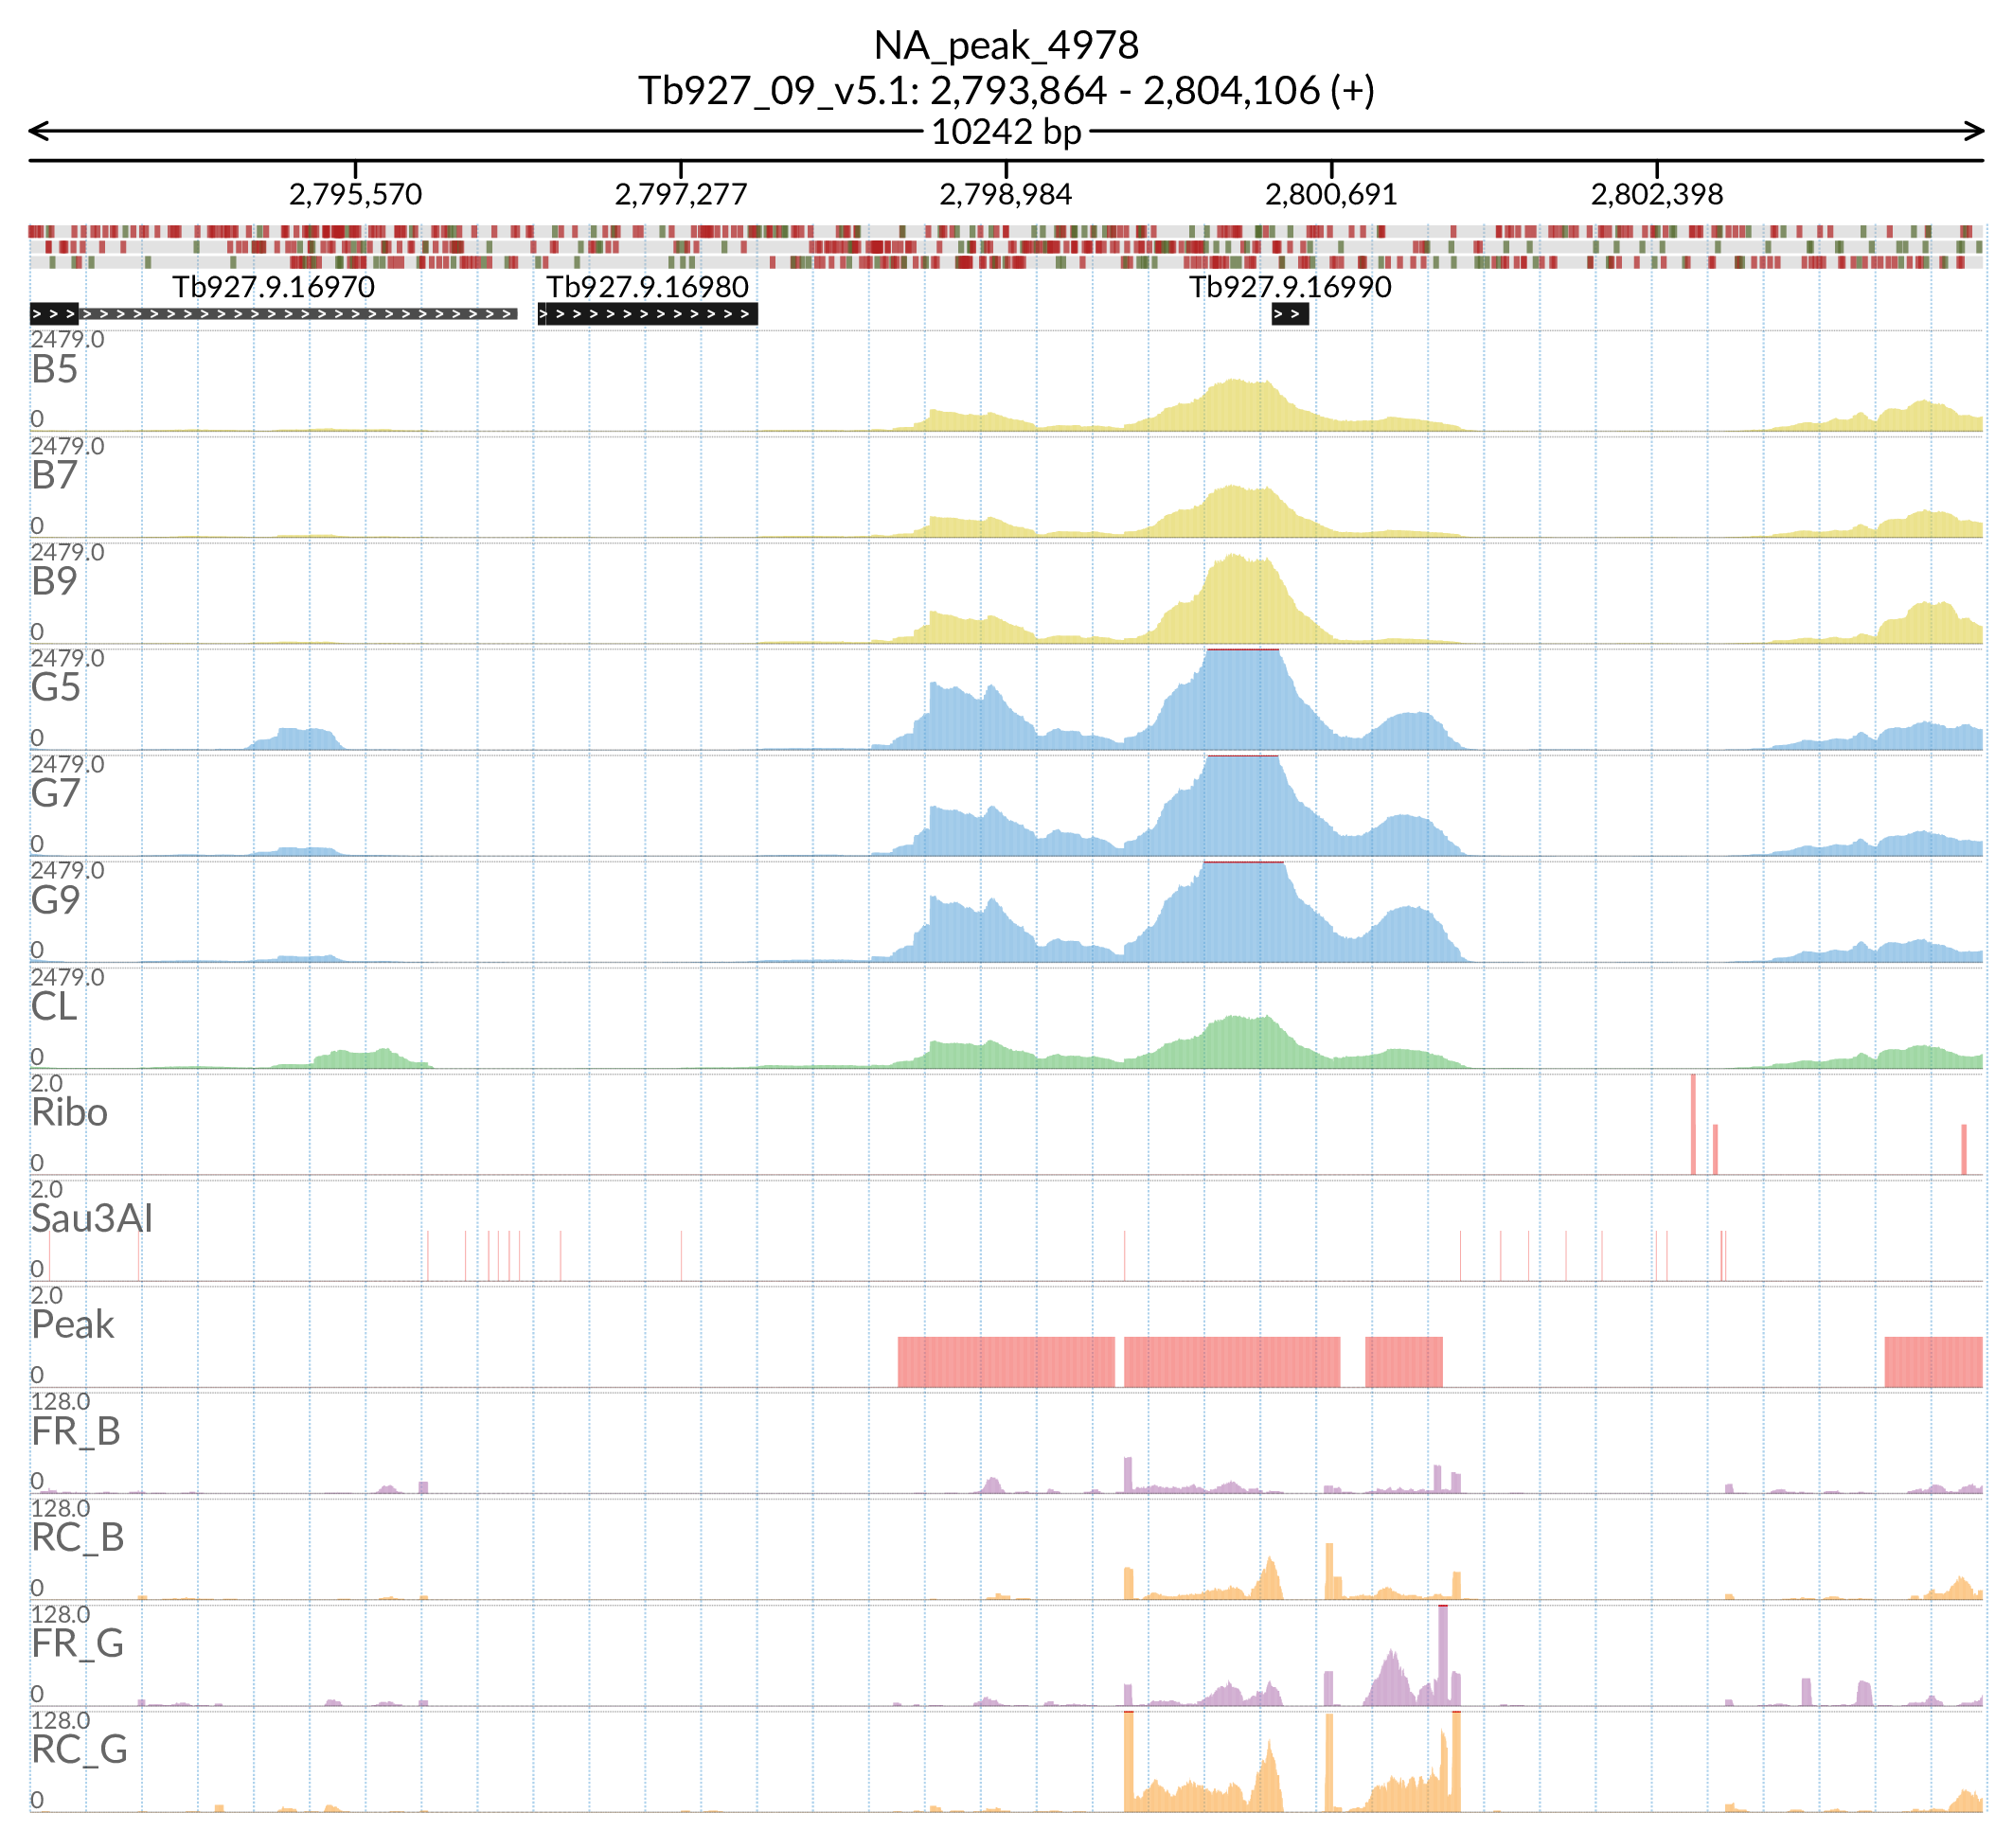 NA_peak_4978
Tb927_09_v5.1: 2,793,864 - 2,804,106 (+)
10242 bp
2,795,570 2,797,277 2,798,984 2,800,691 2,802,398
Tb927.9.16970 Tb927.9.16980 Tb927.9.16990
2479.0
B5
0
2479.0
B7
0
2479.0
B9
0
2479.0
G5
0
2479.0
G7
0
2479.0
G9
0
2479.0
CL
0
2.0
Ribo
0
2.0
Sau3AI
0
2.0
Peak
0
128.0
FR_B
0
128.0
RC_B
0
128.0
FR_G
0
128.0
RC_G
0